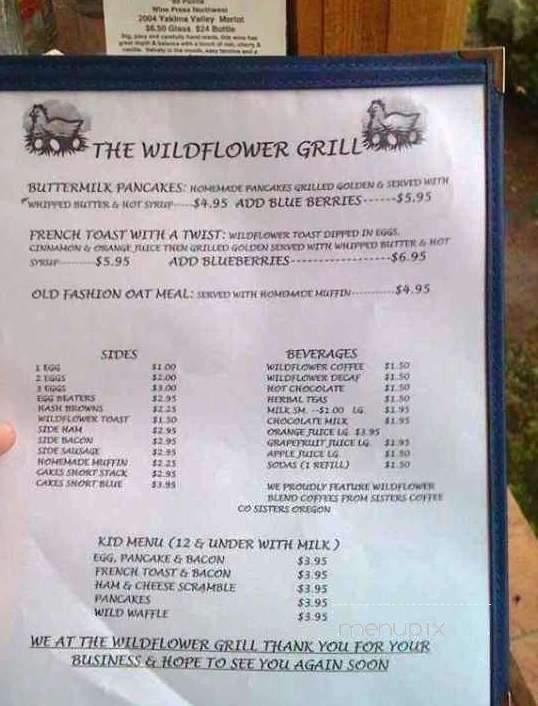 Wine Press Northwest
2004 Yakima Valley Merlot
$6.50 Glass $24 Bottle
THE WILDFLOWER GRILL
BUTTERMILK PANCAKES: HOMEMADE PANCAKES GRILLED GOLDEN & SERVED WITH
WHIPPED BUTTER & HOT SYRUP-----$4.95 ADD BLUE BERRIES------$5.95
FRENCH TOAST WITH A TWIST: WILDFLOWER TOAST DIPPED IN EGGS,
CINNAMON & ORANGE JUICE THEN GRILLED GOLDEN SERVED WITH WHIPPED BUTTER & HOT
SYRUP---------$5.95 ADD BLUEBERRIES------------------$6.95
OLD FASHION OAT MEAL: SERVED WITH HOMEMADE MUFFIN-----------$4.95
SIDES
1 EGG $1.00
2 EGGS $2.00
3 EGGS $3.00
EGG BEATERS $2.95
HASH BROWNS $2.25
WILDFLOWER TOAST $1.50
SIDE HAM $2.95
SIDE BACON $2.95
SIDE SAUSAGE $2.95
HOMEMADE MUFFIN $2.25
CAKES SHORT STACK $2.95
CAKES SHORT BLUE $3.95
BEVERAGES
WILDFLOWER COFFEE $1.50
WILDFLOWER DECAF $1.50
HOT CHOCOLATE $1.50
HERBAL TEAS $1.50
MILK SM. --$1.00 LG. $1.95
CHOCOLATE MILK $1.95
ORANGE JUICE LG $3.95
GRAPEFRUIT JUICE LG. $1.95
APPLE JUICE LG $1.50
SODAS (1 REFILL) $1.50
WE PROUDLY FEATURE WILDFLOWER
BLEND COFFEES FROM SISTERS COFFEE
CO SISTERS OREGON
KID MENU (12 & UNDER WITH MILK)
EGG, PANCAKE & BACON $3.95
FRENCH TOAST & BACON $3.95
HAM & CHEESE SCRAMBLE $3.95
PANCAKES $3.95
WILD WAFFLE $3.95
menupix
WE AT THE WILDFLOWER GRILL THANK YOU FOR YOUR
BUSINESS & HOPE TO SEE YOU AGAIN SOON